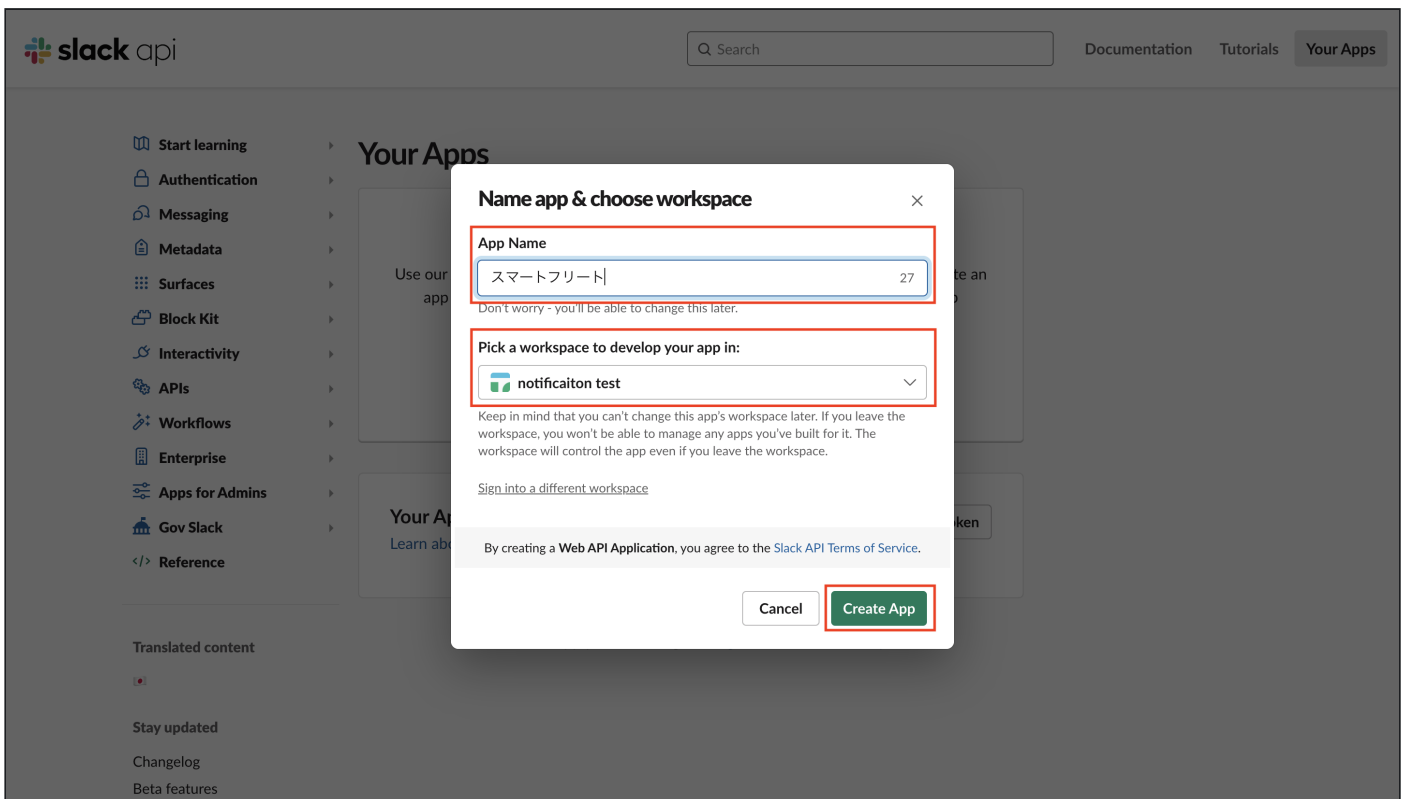 slack api
Search
Documentation
Tutorials
Your Apps
Start learning
Authentication
Messaging
Metadata
Surfaces
Block Kit
Interactivity
APIs
Workflows
Enterprise
Apps for Admins
Gov Slack
Reference
Translated content
Stay updated
Changelog
Beta features
Your Apps
Use our
app
Name app & choose workspace
App Name
スマートフリート
27
Don't worry - you'll be able to change this later.
Pick a workspace to develop your app in:
notificaiton test
Keep in mind that you can't change this app's workspace later. If you leave the
workspace, you won't be able to manage any apps you've built for it. The
workspace will control the app even if you leave the workspace.
Sign into a different workspace
By creating a Web API Application, you agree to the Slack API Terms of Service.
Cancel
Create App
an
Your
Learn